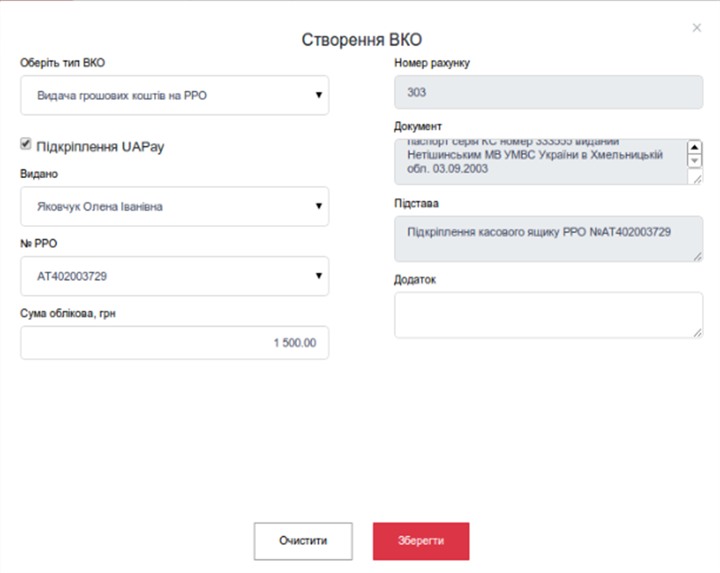 Створення ВКО
Оберіть тип ВКО
Видача грошових коштів на РРО
Підкріплення UAPay
Видано
Яковчук Олена Іванівна
№ РРО
АТ402003729
Сума облікова, грн
1 500.00
Номер рахунку
303
Документ
паспорт серія КС номер 333555 виданий
Нетішинським МВ УМВС України в Хмельницькій
обл. 03.09.2003
Підстава
Підкріплення касового ящику РРО №АТ402003729
Додаток
Очистити
Зберегти